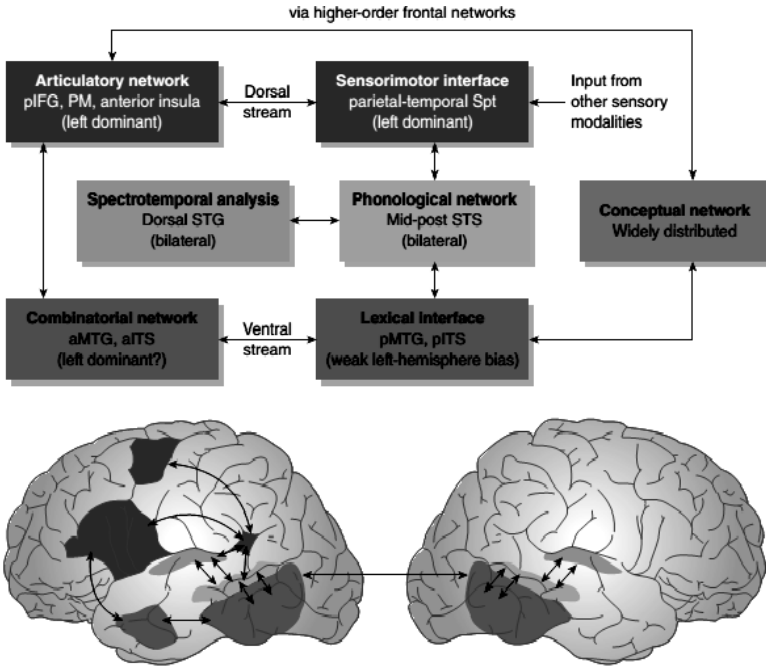 via higher-order frontal networks
Articulatory network
pIFG, PM, anterior insula
(left dominant)
Dorsal
stream
Sensorimotor interface
parietal-temporal Spt
(left dominant)
Input from
other sensory
modalities
Spectrotemporal analysis
Dorsal STG
(bilateral)
Phonological network
Mid-post STS
(bilateral)
Conceptual network
Widely distributed
Combinatorial network
aMTG, aITS
(left dominant?)
Ventral
stream
Lexical Interface
pMTG, pITS
(weak left-hemisphere bias)